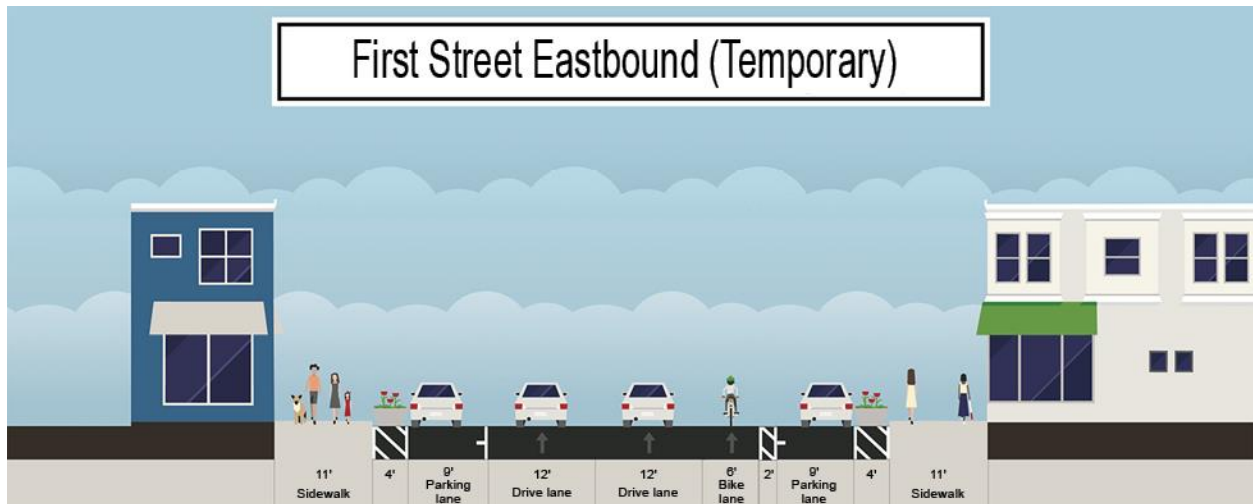 First Street Eastbound (Temporary)
11' 4' 9' 12' 12' 6' 2' 9' 4' 11'
Sidewalk Parking lane Drive lane Drive lane Bike lane Parking lane Sidewalk